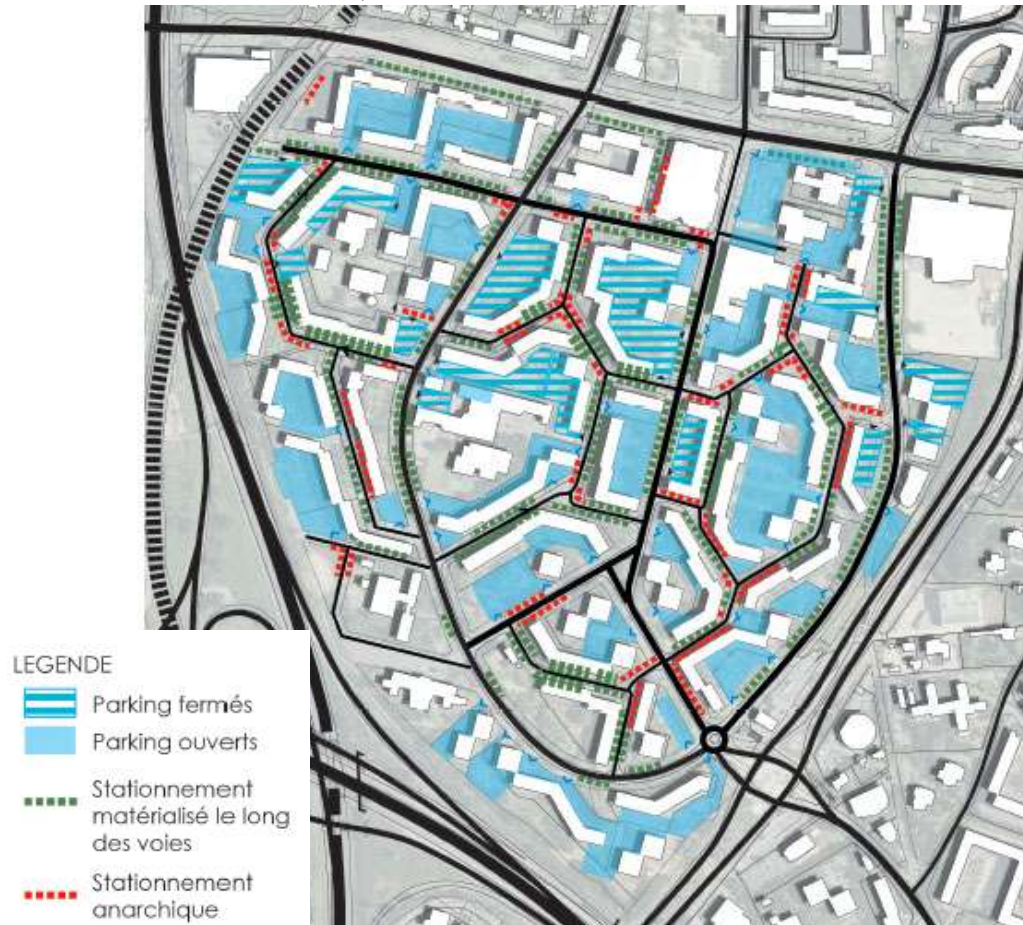 LEGENDE
Parking fermés
Parking ouverts
Stationnement
matérialisé le long
des voies
Stationnement
anarchique